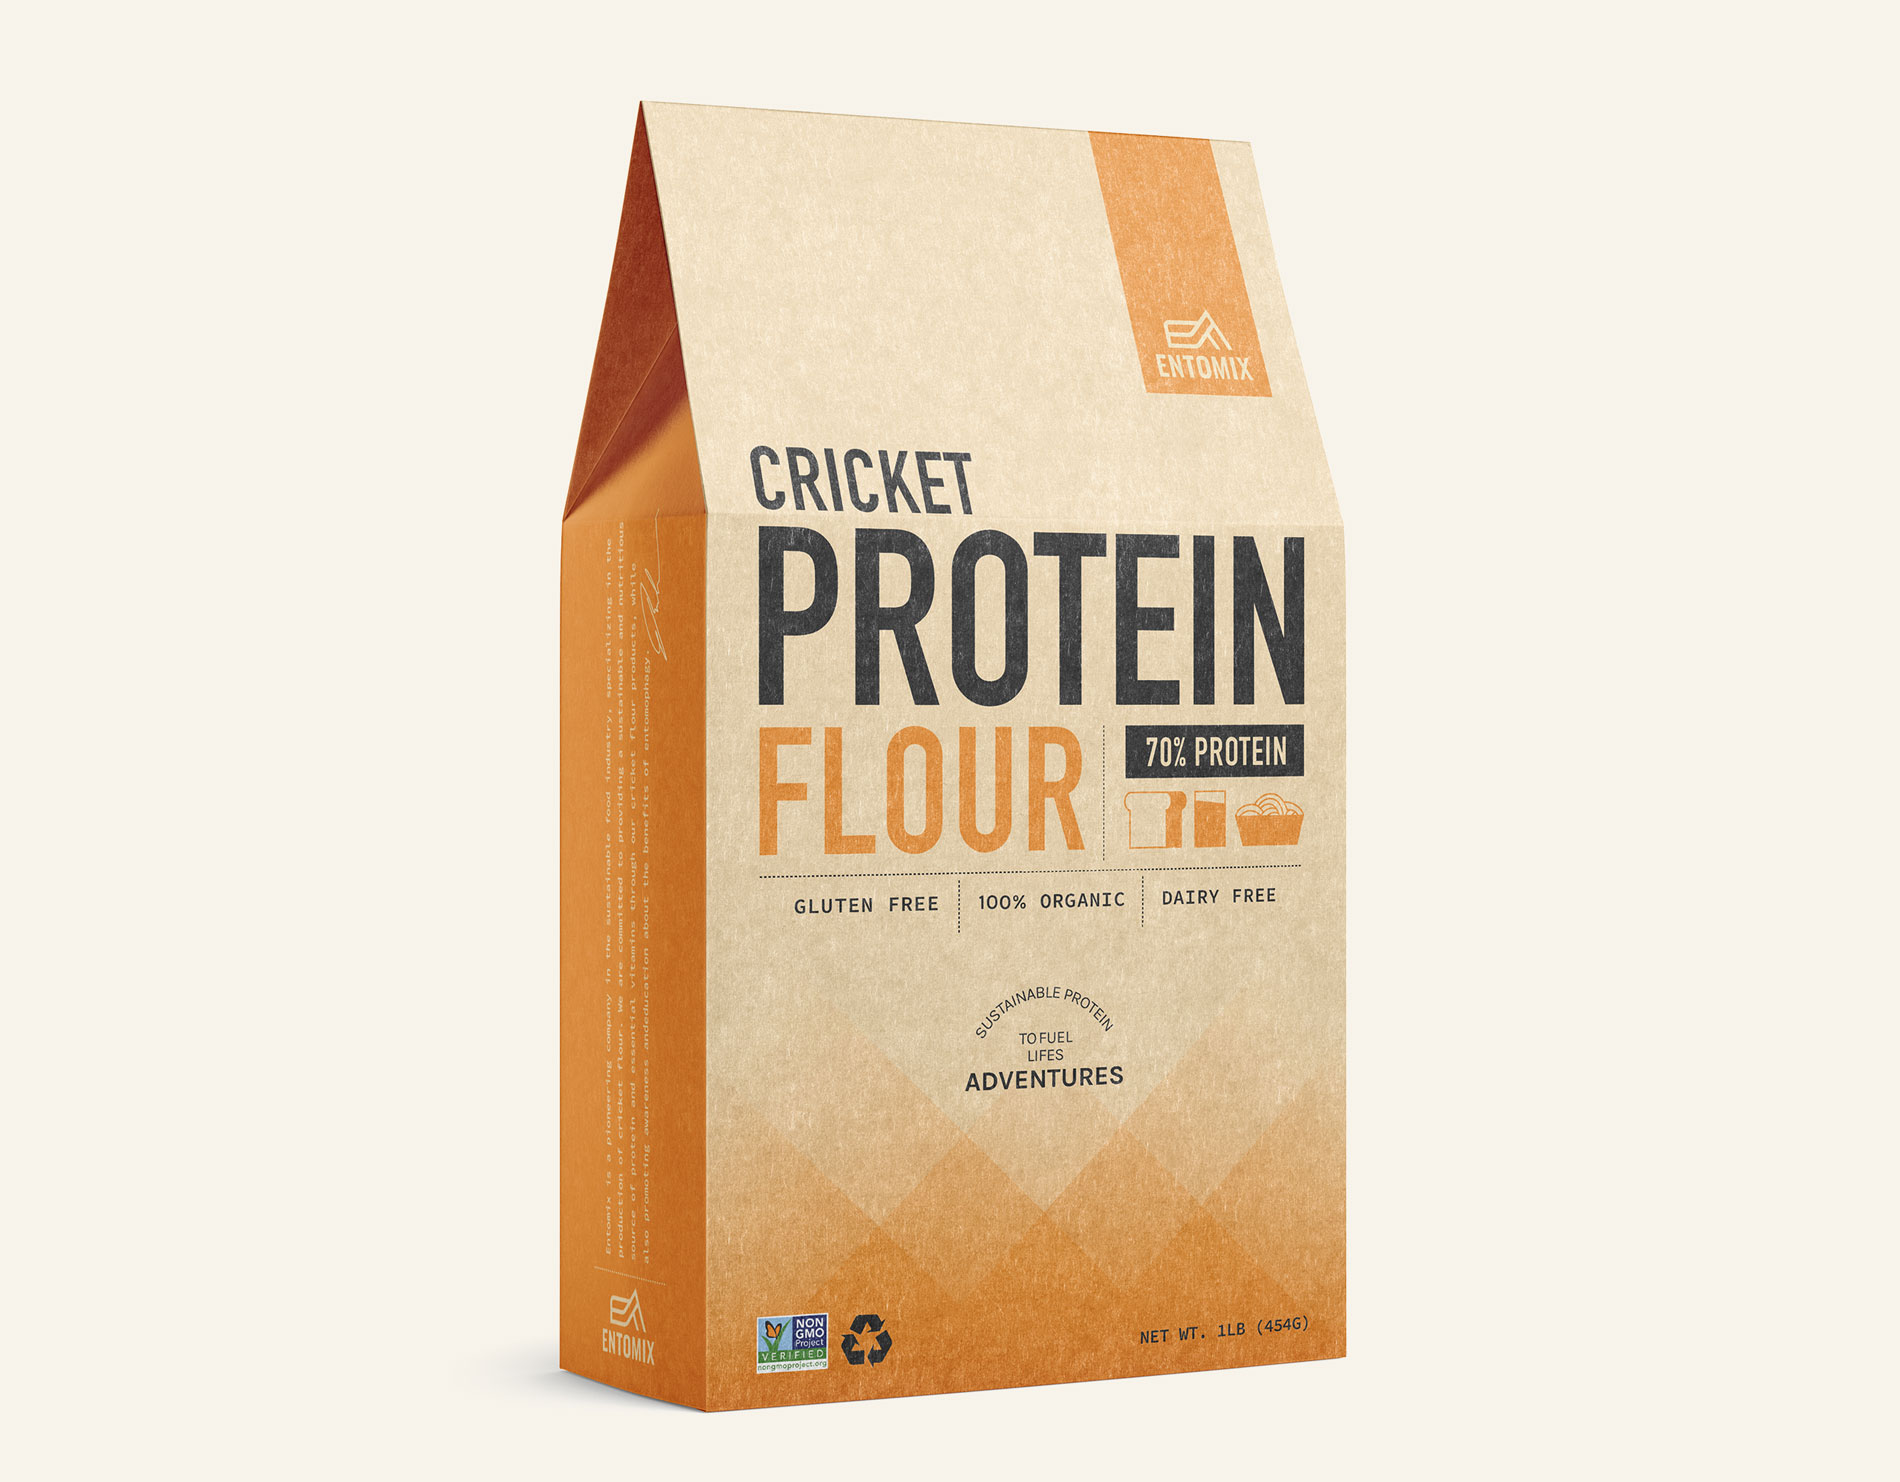 ENTOMIX
CRICKET
PROTEIN
FLOUR
70% PROTEIN
GLUTEN FREE
100% ORGANIC
DAIRY FREE
SUSTAINABLE PROTEIN
TO FUEL
LIFES
ADVENTURES
NON
GMO
Project
VERIFIED
nongmoproject.org
NET WT. 1LB (454G)
Entomix is a pioneering company in the sustainable food industry, specializing in the
production of cricket flour. We are committed to providing a sustainable and nutritious
source of protein and essential vitamins through our cricket flour products, while
also promoting awareness andeducation about the benefits of entomophagy.
ENTOMIX